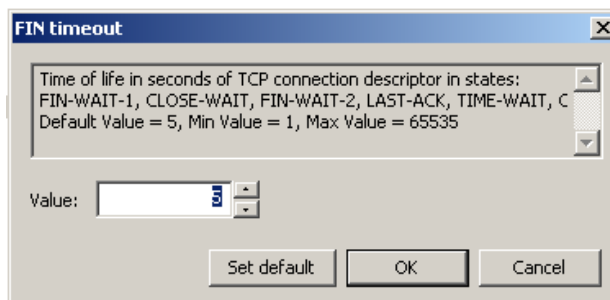 FIN timeout
Time of life in seconds of TCP connection descriptor in states:
FIN-WAIT-1, CLOSE-WAIT, FIN-WAIT-2, LAST-ACK, TIME-WAIT, C
Default Value = 5, Min Value = 1, Max Value = 65535
Value: 5
Set default OK Cancel